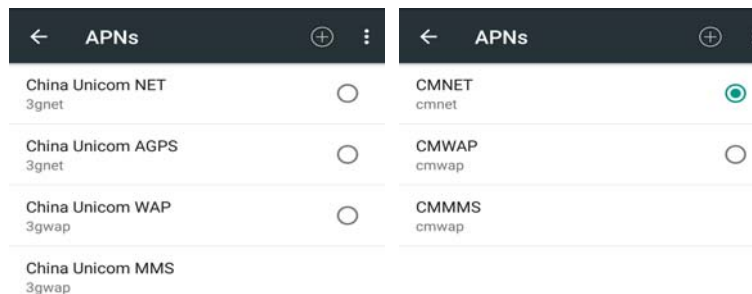 APNs
China Unicom NET
3gnet
China Unicom AGPS
3gnet
China Unicom WAP
3gwap
China Unicom MMS
3gwap
APNs
CMNET
cmnet
CMWAP
cmwap
CMMMS
cmwap